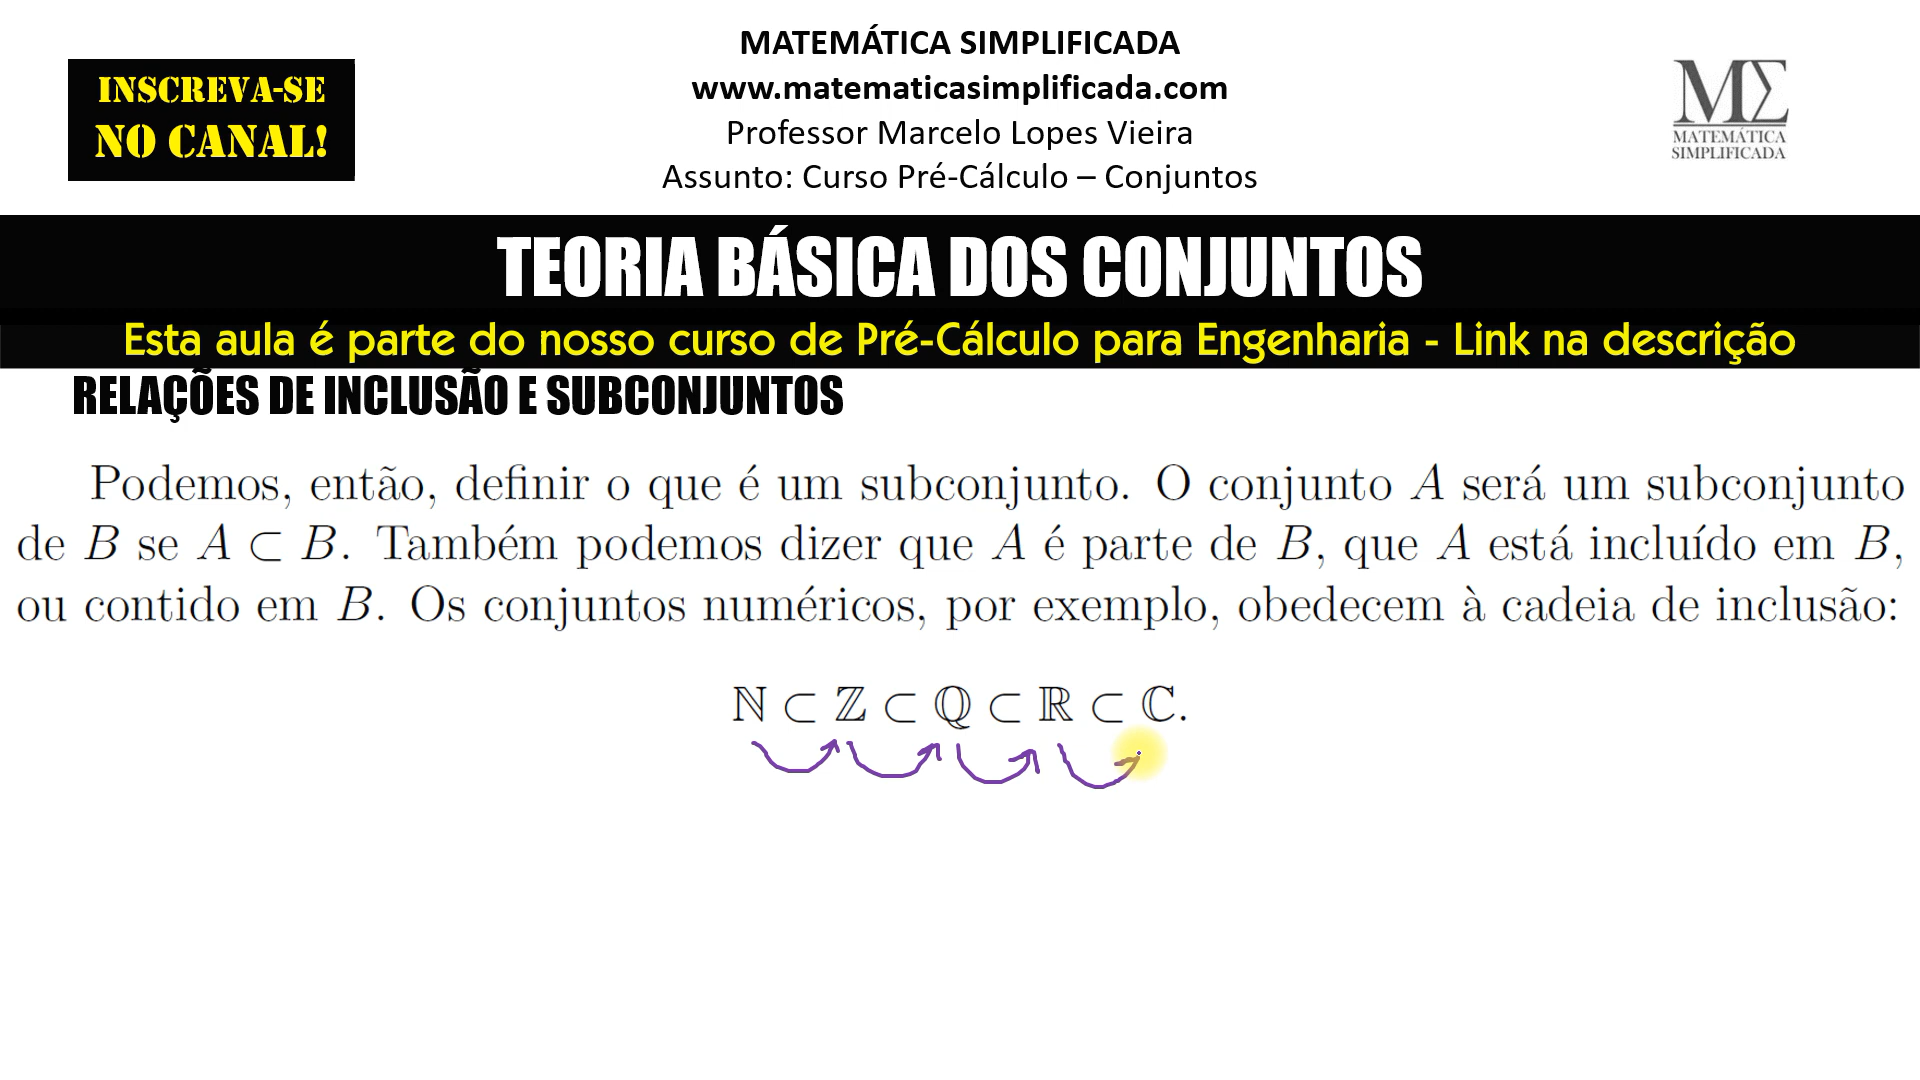 INSCREVA-SE
NO CANAL!
MATEMÁTICA SIMPLIFICADA
www.matematicasimplificada.com
Professor Marcelo Lopes Vieira
Assunto: Curso Pré-Cálculo – Conjuntos
MΣ
MATEMÁTICA
SIMPLIFICADA
TEORIA BÁSICA DOS CONJUNTOS
Esta aula é parte do nosso curso de Pré-Cálculo para Engenharia - Link na descrição
RELAÇÕES DE INCLUSÃO E SUBCONJUNTOS
Podemos, então, definir o que é um subconjunto. O conjunto A será um subconjunto
de B se A ⊂ B. Também podemos dizer que A é parte de B, que A está incluído em B,
ou contido em B. Os conjuntos numéricos, por exemplo, obedecem à cadeia de inclusão:
ℕ ⊂ ℤ ⊂ ℚ ⊂ ℝ ⊂ ℂ.